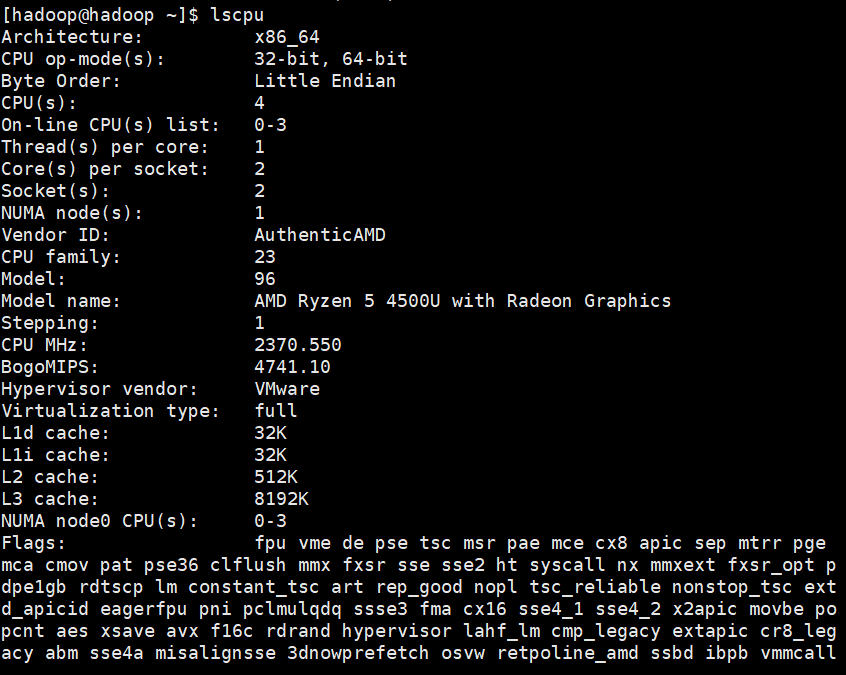 [hadoop@hadoop ~]$ lscpu
Architecture:          x86_64
CPU op-mode(s):        32-bit, 64-bit
Byte Order:            Little Endian
CPU(s):                4
On-line CPU(s) list:   0-3
Thread(s) per core:    1
Core(s) per socket:    2
Socket(s):             2
NUMA node(s):          1
Vendor ID:             AuthenticAMD
CPU family:            23
Model:                 96
Model name:            AMD Ryzen 5 4500U with Radeon Graphics
Stepping:              1
CPU MHz:               2370.550
BogoMIPS:              4741.10
Hypervisor vendor:     VMware
Virtualization type:   full
L1d cache:             32K
L1i cache:             32K
L2 cache:              512K
L3 cache:              8192K
NUMA node0 CPU(s):     0-3
Flags:                 fpu vme de pse tsc msr pae mce cx8 apic sep mtrr pge
mca cmov pat pse36 clflush mmx fxsr sse sse2 ht syscall nx mmxext fxsr_opt p
dpe1gb rdtscp lm constant_tsc art rep_good nopl tsc_reliable nonstop_tsc ext
d_apicid eagerfpu pni pclmulqdq ssse3 fma cx16 sse4_1 sse4_2 x2apic movbe po
pcnt aes xsave avx f16c rdrand hypervisor lahf_lm cmp_legacy extapic cr8_leg
acy abm sse4a misalignsse 3dnowprefetch osvw retpoline_amd ssbd ibpb vmmcall